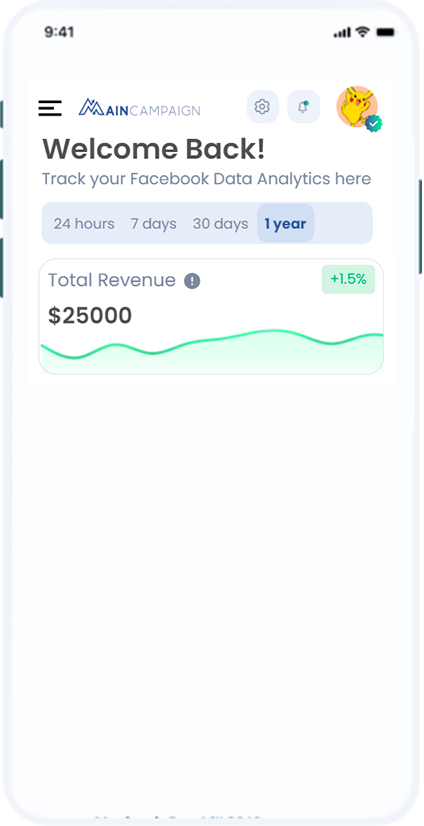 9:41
MAINCAMPAIGN
Welcome Back!
Track your Facebook Data Analytics here
24 hours 7 days 30 days 1 year
Total Revenue +1.5%
$25000